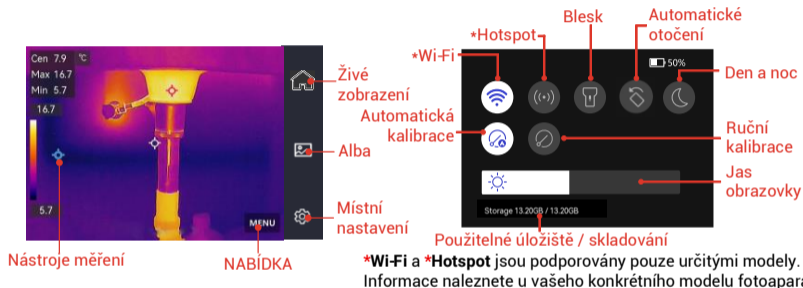 Cen 7.9 °C
Max 16.7
Min 5.7
16.7
5.7
MENU
Živé
zobrazení
Alba
Místní
nastavení
Nástroje měření
NABÍDKA
*Wi-Fi
*Hotspot
Blesk
Automatické
otočení
50%
Den a noc
Automatická
kalibrace
Ruční
kalibrace
Jas
obrazovky
Storage 13.20GB / 13.20GB
Použitelné úložiště / skladování
*Wi-Fi a *Hotspot jsou podporovány pouze určitými modely.
Informace naleznete u vašeho konkrétního modelu